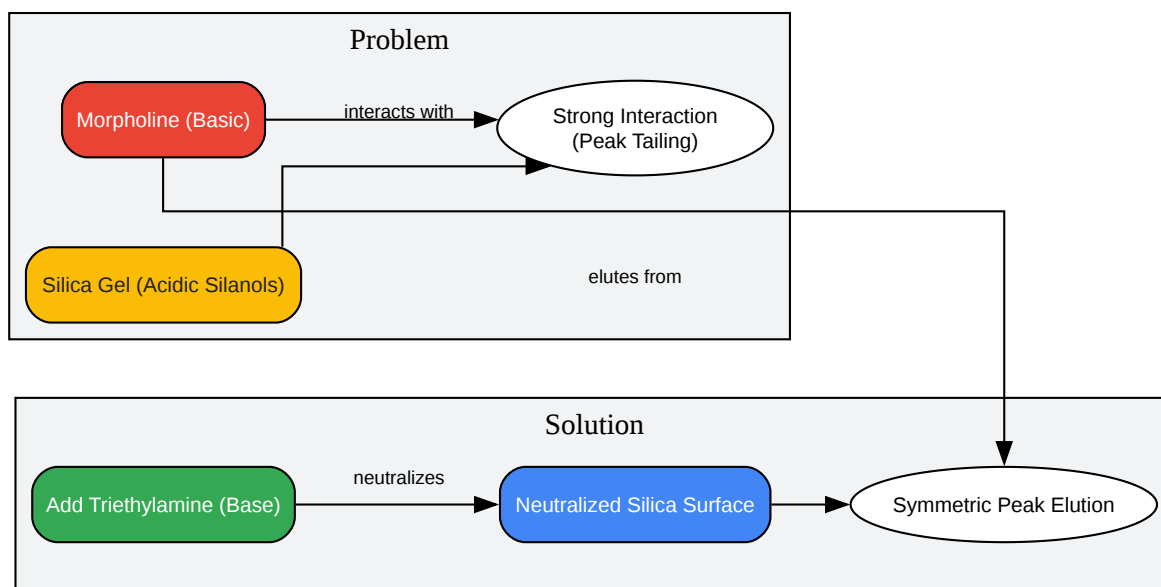 Problem
Morpholine (Basic)
interacts with
Strong Interaction
(Peak Tailing)
Silica Gel (Acidic Silanols)
elutes from
Solution
Add Triethylamine (Base)
neutralizes
Neutralized Silica Surface
Symmetric Peak Elution